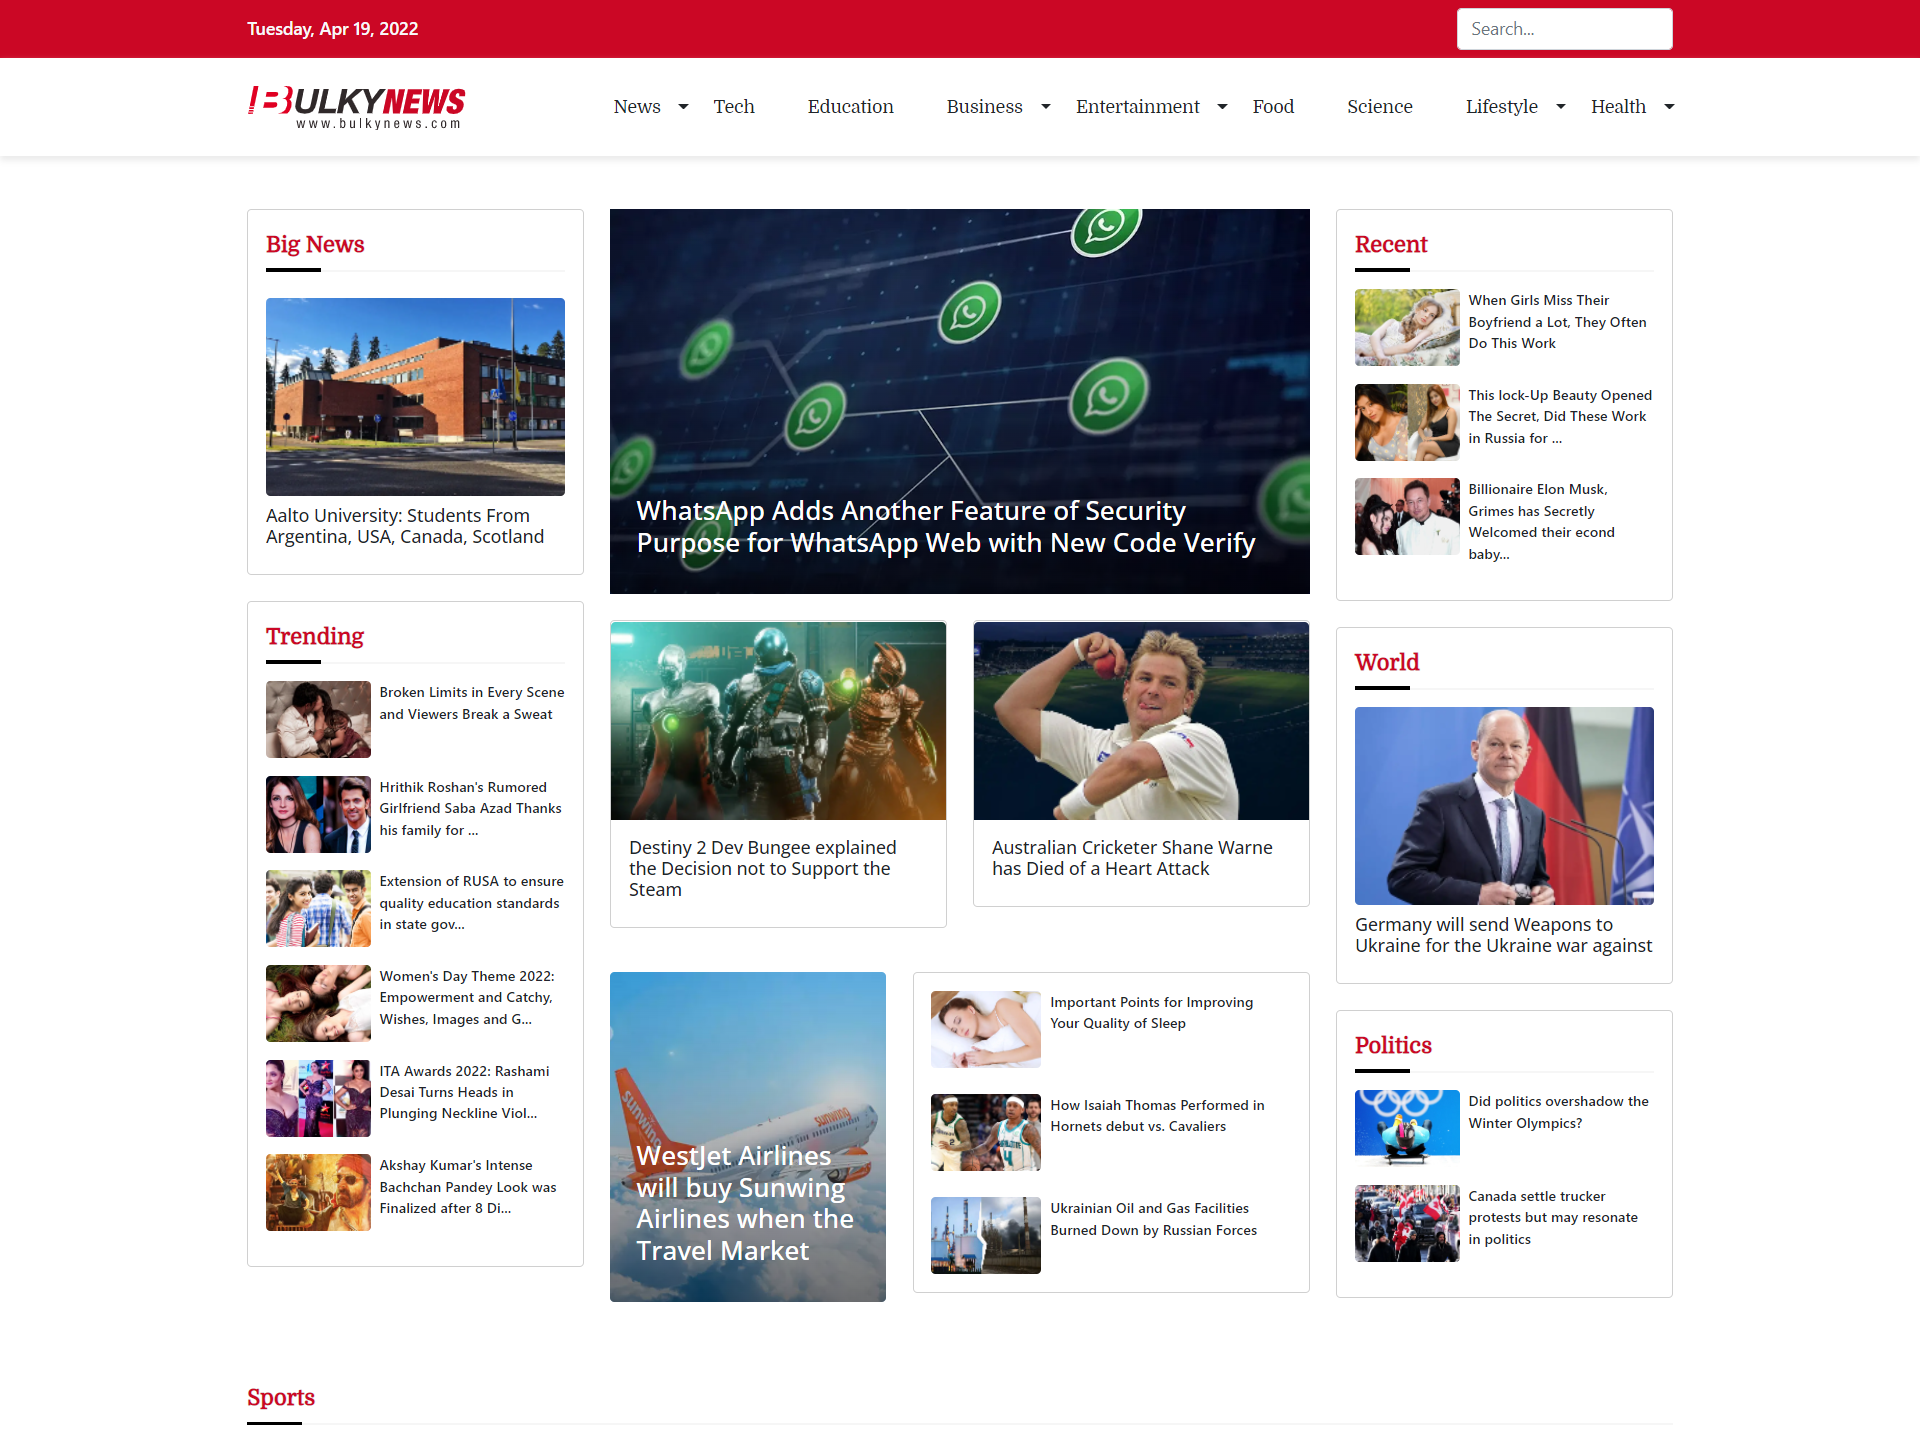 Tuesday, Apr 19, 2022
Search...
BULKYNEWS
www.bulkynews.com
News
Tech
Education
Business
Entertainment
Food
Science
Lifestyle
Health
Big News
Aalto University: Students From
Argentina, USA, Canada, Scotland
Trending
Broken Limits in Every Scene
and Viewers Break a Sweat
Hrithik Roshan's Rumored
Girlfriend Saba Azad Thanks
his family for ...
Extension of RUSA to ensure
quality education standards
in state gov...
Women's Day Theme 2022:
Empowerment and Catchy,
Wishes, Images and G...
ITA Awards 2022: Rashami
Desai Turns Heads in
Plunging Neckline Viol...
Akshay Kumar's Intense
Bachchan Pandey Look was
Finalized after 8 Di...
WhatsApp Adds Another Feature of Security
Purpose for WhatsApp Web with New Code Verify
Destiny 2 Dev Bungee explained
the Decision not to Support the
Steam
Australian Cricketer Shane Warne
has Died of a Heart Attack
sunwing
sunwing
WestJet Airlines
will buy Sunwing
Airlines when the
Travel Market
Important Points for Improving
Your Quality of Sleep
How Isaiah Thomas Performed in
Hornets debut vs. Cavaliers
Ukrainian Oil and Gas Facilities
Burned Down by Russian Forces
Recent
When Girls Miss Their
Boyfriend a Lot, They Often
Do This Work
This lock-Up Beauty Opened
The Secret, Did These Work
in Russia for ...
Billionaire Elon Musk,
Grimes has Secretly
Welcomed their econd
baby...
World
Germany will send Weapons to
Ukraine for the Ukraine war against
Politics
Did politics overshadow the
Winter Olympics?
Canada settle trucker
protests but may resonate
in politics
Sports